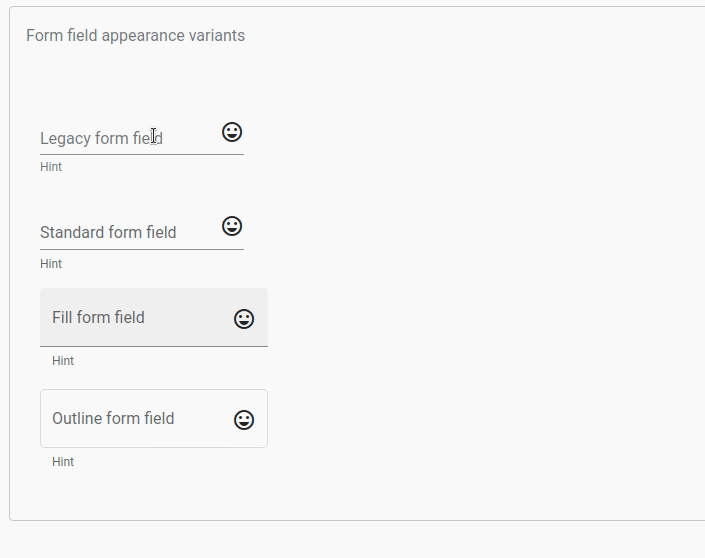 Form field appearance variants
Legacy form field
Hint
Standard form field
Hint
Fill form field
Hint
Outline form field
Hint